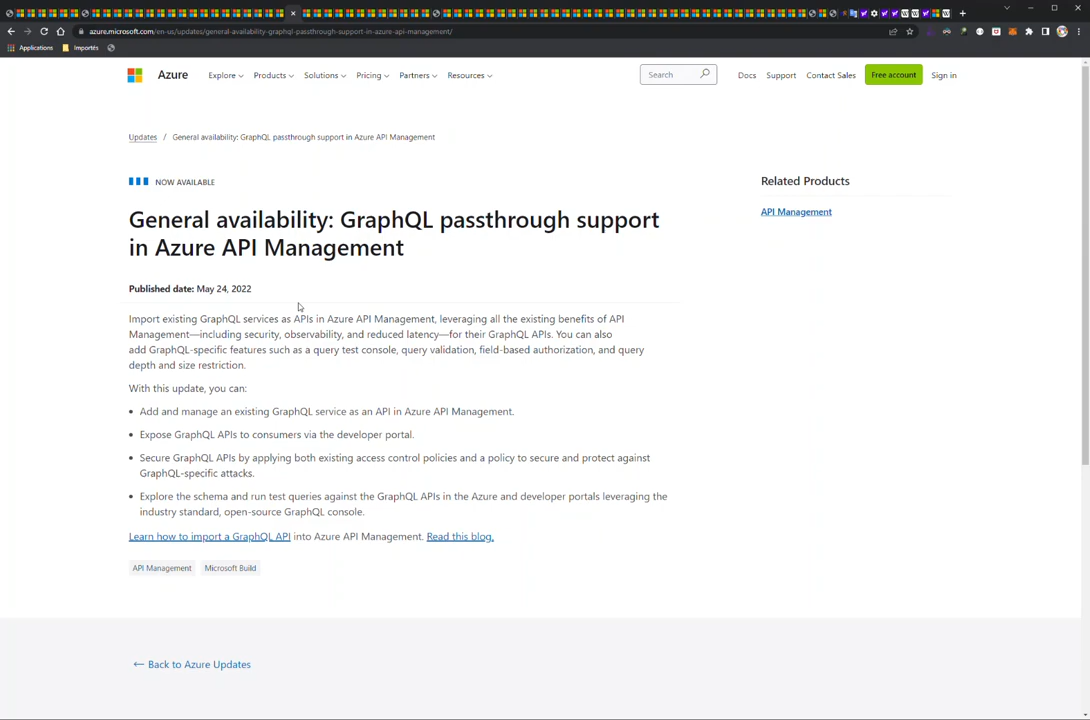 azure.microsoft.com/en-us/updates/general-availability-graphql-passthrough-support-in-azure-api-management/
Applications Importés
Azure Explore Products Solutions Pricing Partners Resources Search Docs Support Contact Sales Free account Sign in
Updates / General availability: GraphQL passthrough support in Azure API Management
NOW AVAILABLE
Related Products
General availability: GraphQL passthrough support
in Azure API Management
API Management
Published date: May 24, 2022
Import existing GraphQL services as APIs in Azure API Management, leveraging all the existing benefits of API
Management—including security, observability, and reduced latency—for their GraphQL APIs. You can also
add GraphQL-specific features such as a query test console, query validation, field-based authorization, and query
depth and size restriction.
With this update, you can:
• Add and manage an existing GraphQL service as an API in Azure API Management.
• Expose GraphQL APIs to consumers via the developer portal.
• Secure GraphQL APIs by applying both existing access control policies and a policy to secure and protect against
GraphQL-specific attacks.
• Explore the schema and run test queries against the GraphQL APIs in the Azure and developer portals leveraging the
industry standard, open-source GraphQL console.
Learn how to import a GraphQL API into Azure API Management. Read this blog.
API Management Microsoft Build
← Back to Azure Updates